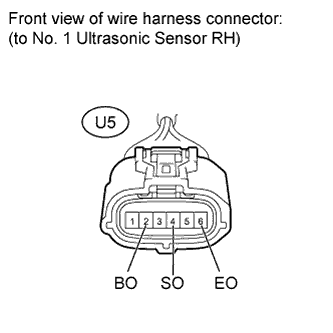 Front view of wire harness connector:
(to No. 1 Ultrasonic Sensor RH)
U5
1 2 3 4 5 6
BO SO EO